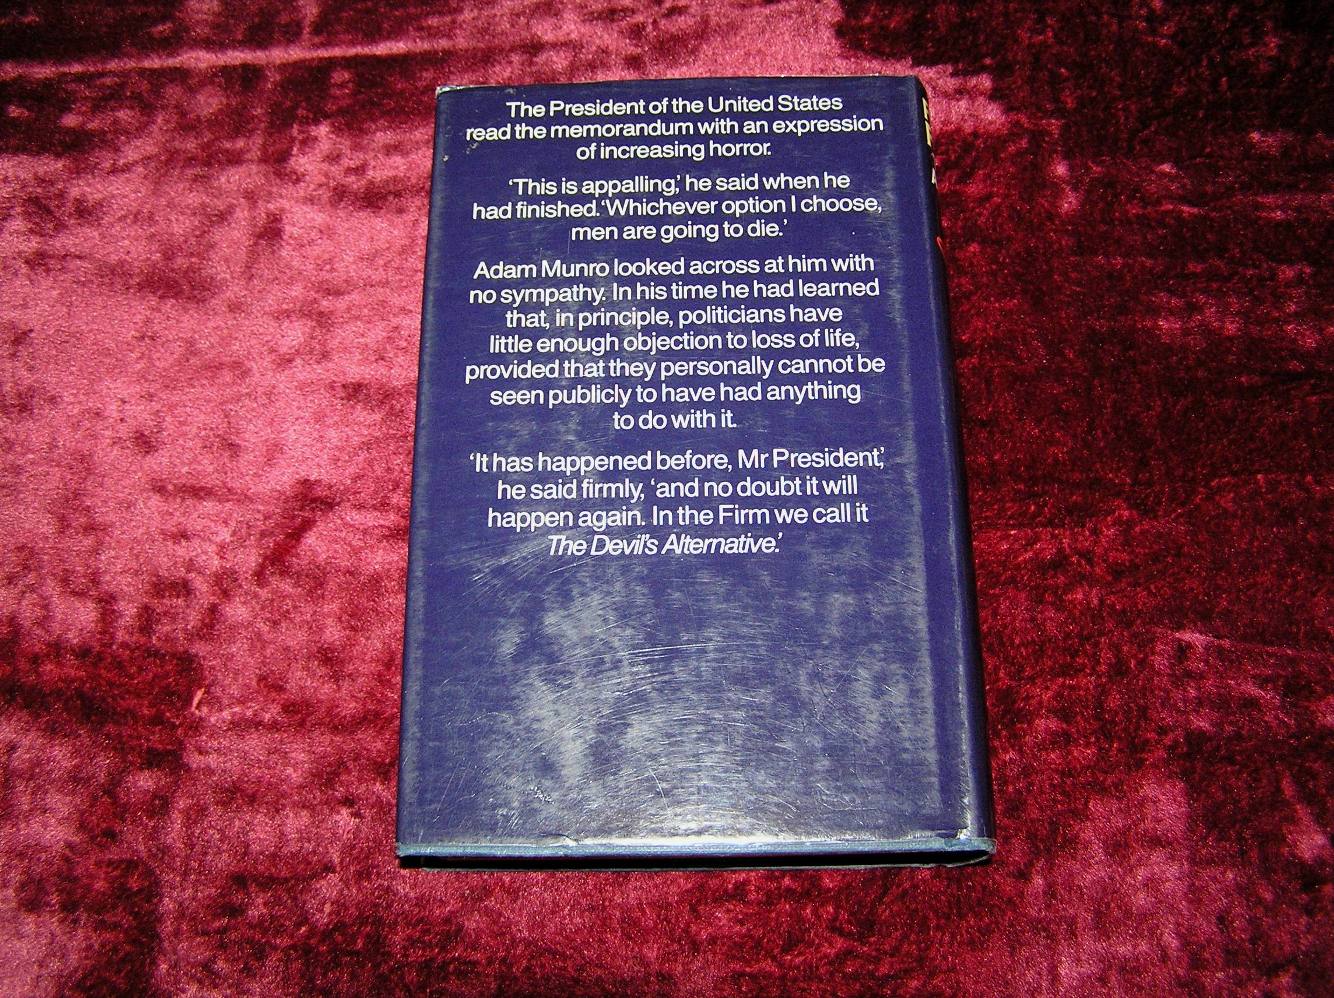 The President of the United States
read the memorandum with an expression
of increasing horror.
‘This is appalling,’ he said when he
had finished. ‘Whichever option I choose,
men are going to die.’
Adam Munro looked across at him with
no sympathy. In his time he had learned
that, in principle, politicians have
little enough objection to loss of life,
provided that they personally cannot be
seen publicly to have had anything
to do with it.
‘It has happened before, Mr President,’
he said firmly, ‘and no doubt it will
happen again. In the Firm we call it
The Devil’s Alternative.’